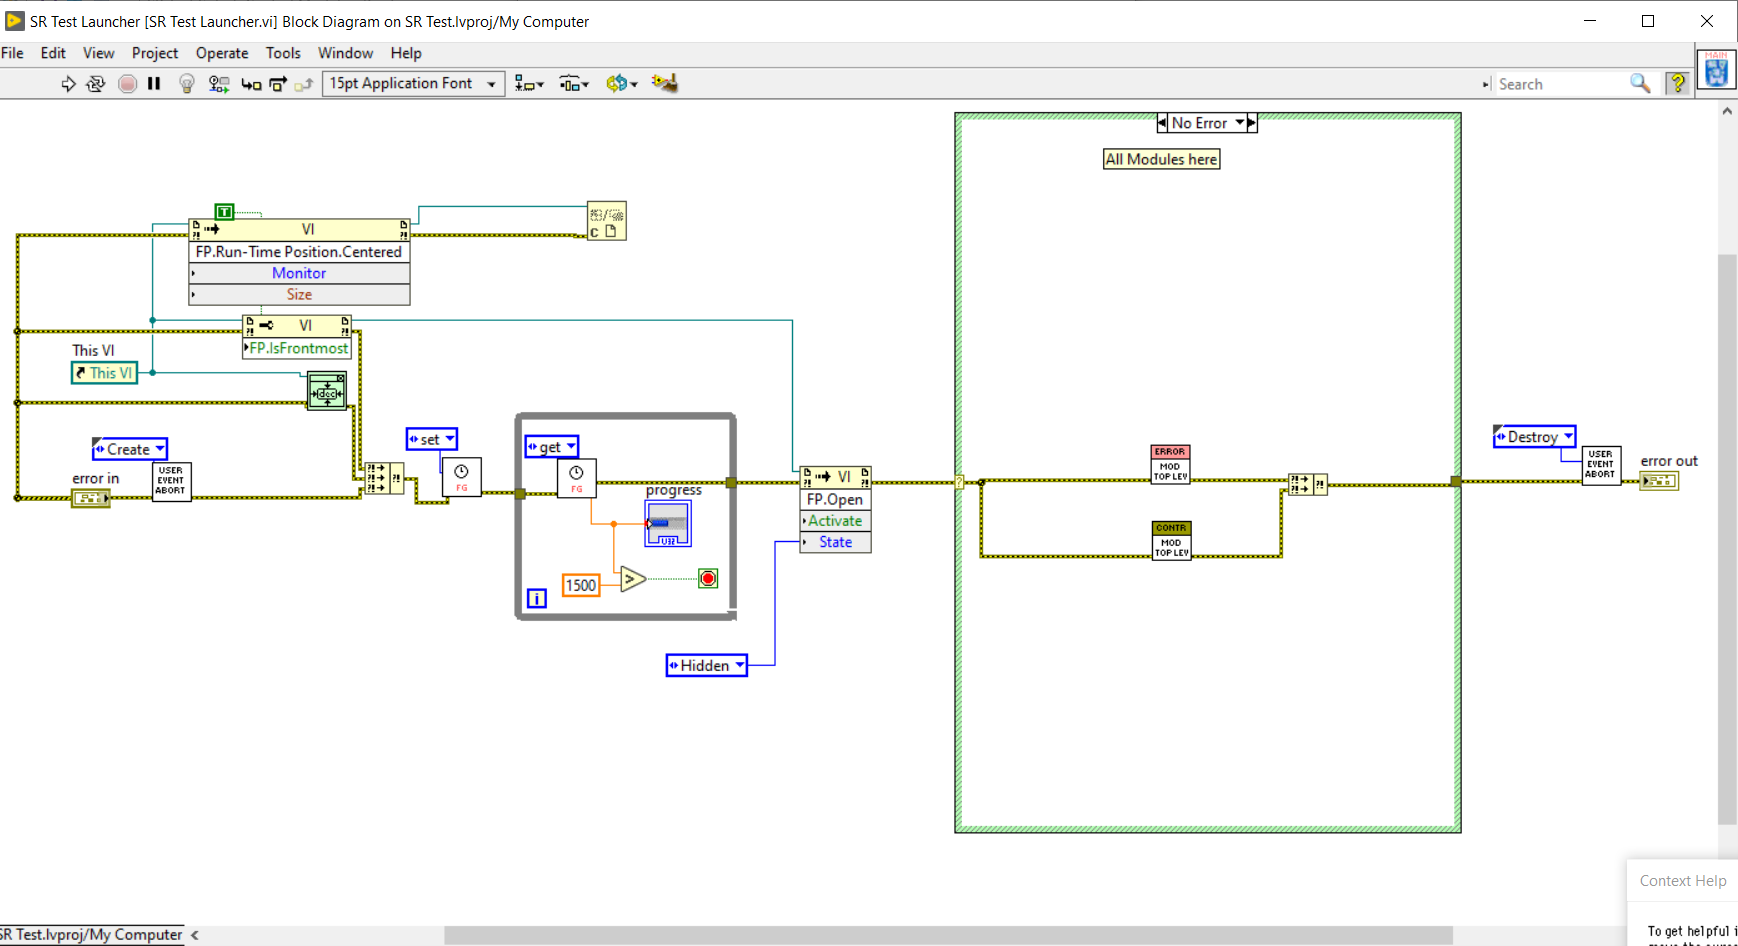 SR Test Launcher [SR Test Launcher.vi] Block Diagram on SR Test.lvproj/My Computer
File Edit View Project Operate Tools Window Help
15pt Application Font
Search
MAIN
No Error
All Modules here
T
VI
FP.Run-Time Position.Centered
Monitor
Size
C
VI
FP.IsFrontmost
This VI
This VI
doc
Create
error in
USER
EVENT
ABORT
set
FG
get
FG
progress
U32
1500
>
i
VI
FP.Open
Activate
State
Hidden
?
ERROR
MOD
TOP LEV
CONTR
MOD
TOP LEV
Destroy
USER
EVENT
ABORT
error out
Context Help
To get helpful i
SR Test.lvproj/My Computer